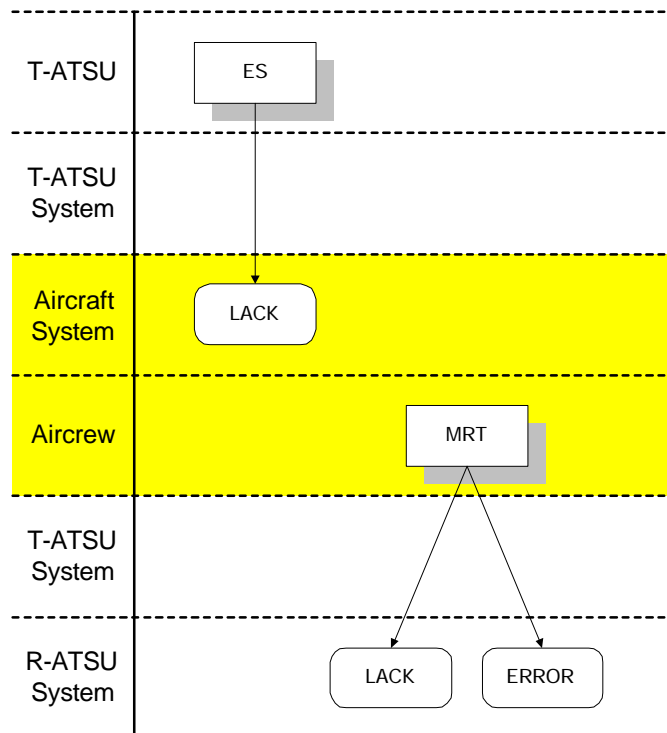 T-ATSU
ES
T-ATSU
System
Aircraft
System
LACK
Aircrew
MRT
T-ATSU
System
R-ATSU
System
LACK
ERROR